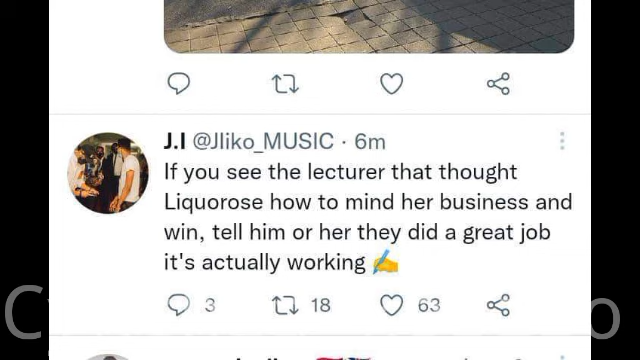 J.I @Jliko_MUSIC · 6m
If you see the lecturer that thought
Liquorose how to mind her business and
win, tell him or her they did a great job
it's actually working ✍️
3 18 63